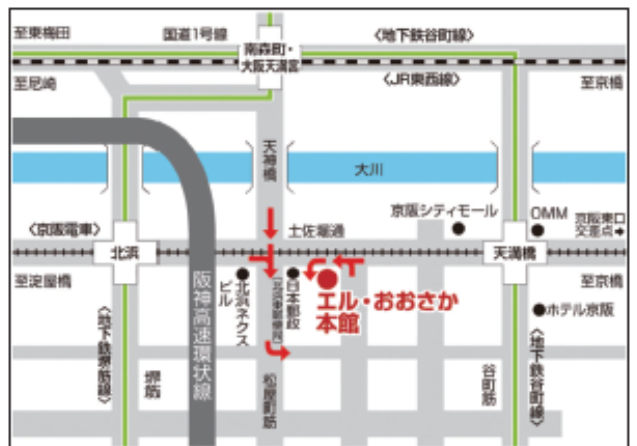 至東梅田
国道1号線
南森町・
大阪天満宮
〈地下鉄谷町線〉
至尼崎
〈JR東西線〉
至京橋
天神橋
大川
〈京阪電車〉
北浜
土佐堀通
京阪シティモール
OMM
京阪東口
交差点➡
天満橋
至淀屋橋
阪神高速環状線
北浜ネクス
ビル
日本郵政
(北浜東郵便局)
エル・おおさか
本館
至京橋
ホテル京阪
〈地下鉄堺筋線〉
堺筋
松屋町筋
谷町筋
〈地下鉄谷町線〉